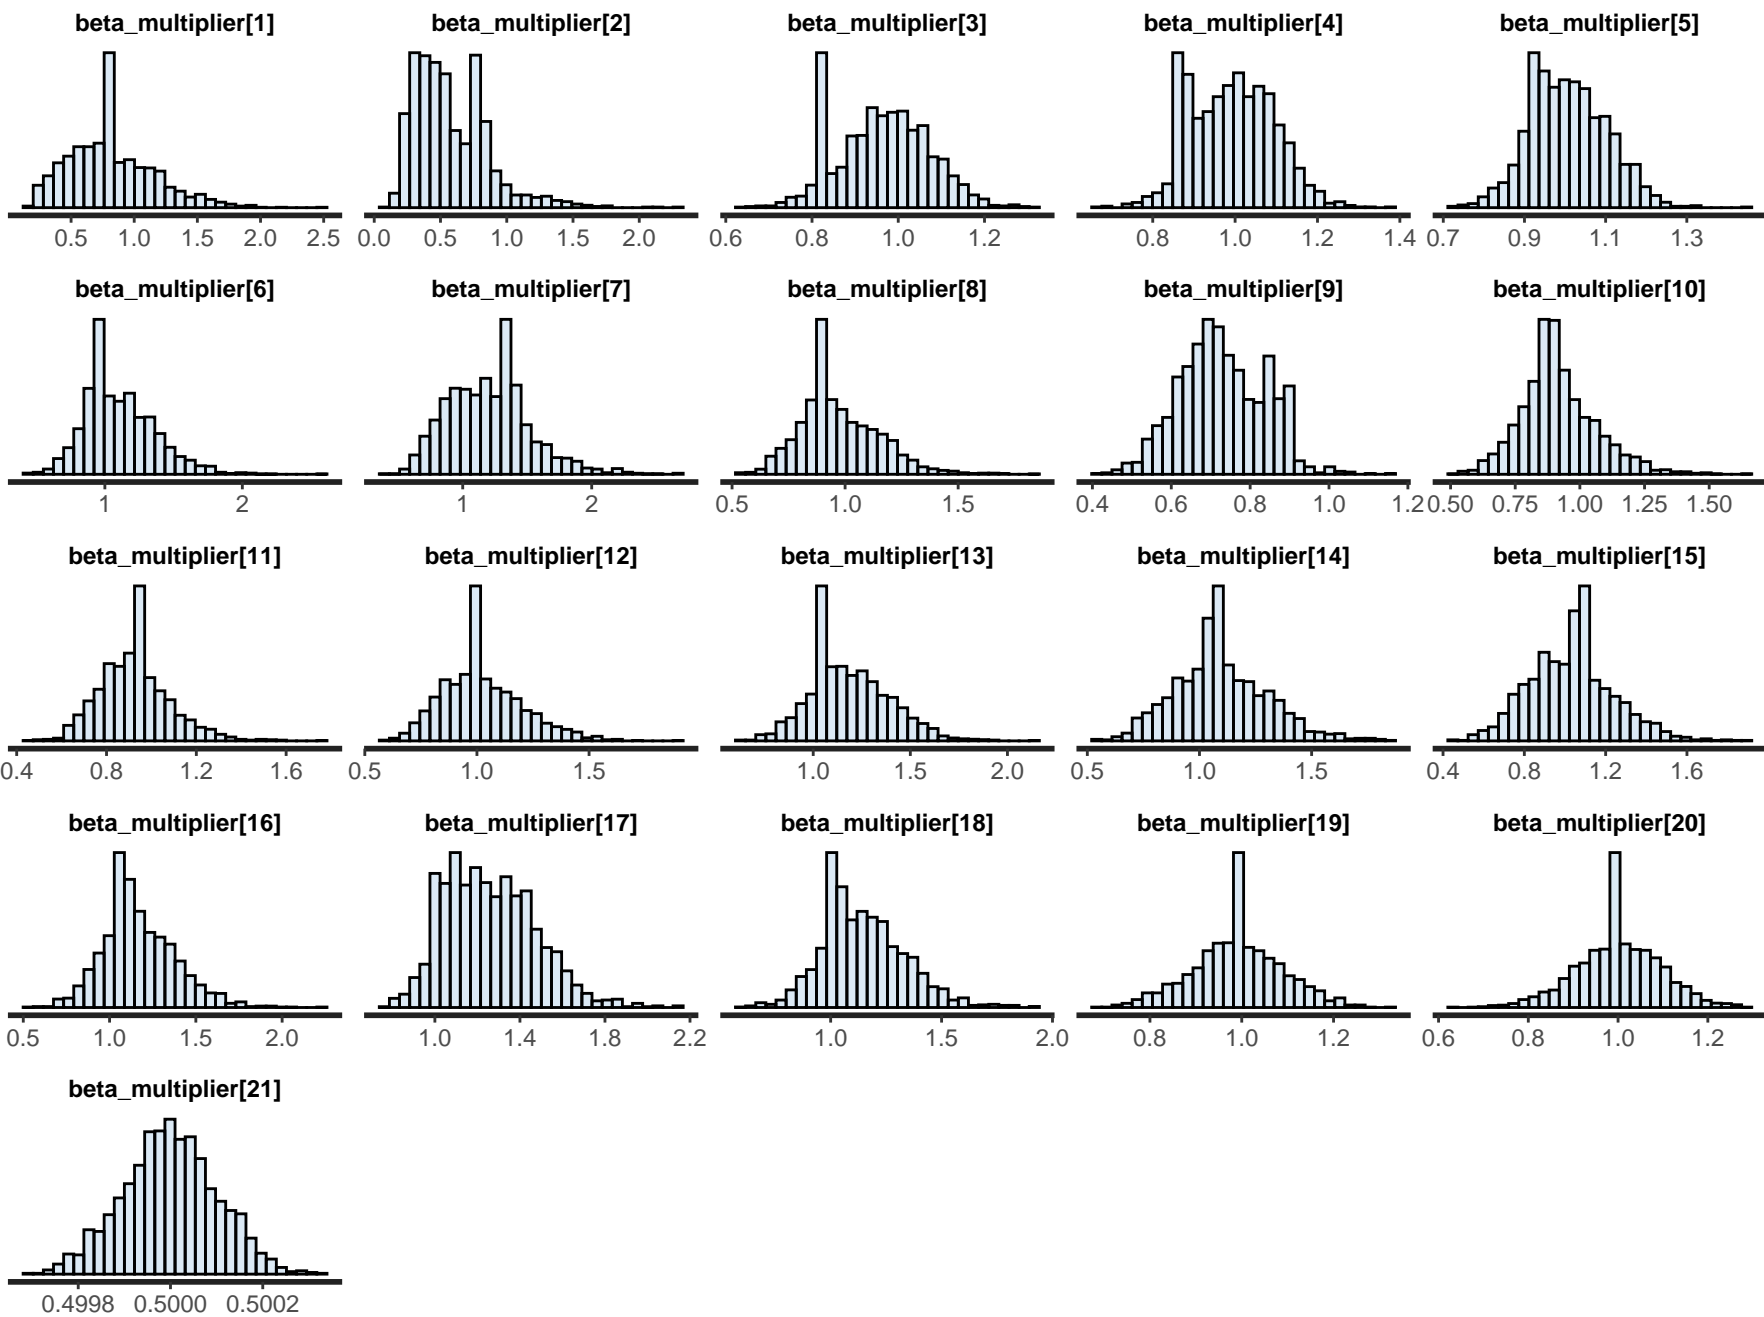 beta_multiplier[1] beta_multiplier[2] beta_multiplier[3] beta_multiplier[4] beta_multiplier[5]
0.5 1.0 1.5 2.0 2.5 0.0 0.5 1.0 1.5 2.0 0.6 0.8 1.0 1.2 0.8 1.0 1.2 1.4 0.7 0.9 1.1 1.3
beta_multiplier[6] beta_multiplier[7] beta_multiplier[8] beta_multiplier[9] beta_multiplier[10]
1 2 1 2 0.5 1.0 1.5 0.4 0.6 0.8 1.0 1.2 0.50 0.75 1.00 1.25 1.50
beta_multiplier[11] beta_multiplier[12] beta_multiplier[13] beta_multiplier[14] beta_multiplier[15]
0.4 0.8 1.2 1.6 0.5 1.0 1.5 1.0 1.5 2.0 0.5 1.0 1.5 0.4 0.8 1.2 1.6
beta_multiplier[16] beta_multiplier[17] beta_multiplier[18] beta_multiplier[19] beta_multiplier[20]
0.5 1.0 1.5 2.0 1.0 1.4 1.8 2.2 1.0 1.5 2.0 0.8 1.0 1.2 0.6 0.8 1.0 1.2
beta_multiplier[21]
0.4998 0.5000 0.5002